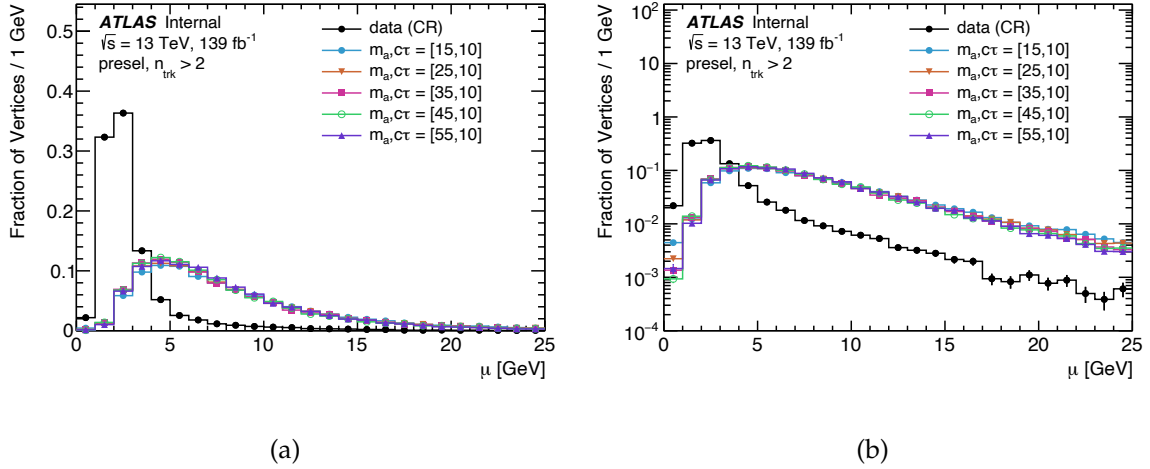 ATLAS Internal
√s = 13 TeV, 139 fb⁻¹
presel, n_trk > 2
data (CR)
m_a,cτ = [15,10]
m_a,cτ = [25,10]
m_a,cτ = [35,10]
m_a,cτ = [45,10]
m_a,cτ = [55,10]
Fraction of Vertices / 1 GeV
0.5
0.4
0.3
0.2
0.1
0
0 5 10 15 20 25
μ [GeV]
(a)
ATLAS Internal
√s = 13 TeV, 139 fb⁻¹
presel, n_trk > 2
data (CR)
m_a,cτ = [15,10]
m_a,cτ = [25,10]
m_a,cτ = [35,10]
m_a,cτ = [45,10]
m_a,cτ = [55,10]
Fraction of Vertices / 1 GeV
10²
10
1
10⁻¹
10⁻²
10⁻³
10⁻⁴
0 5 10 15 20 25
μ [GeV]
(b)